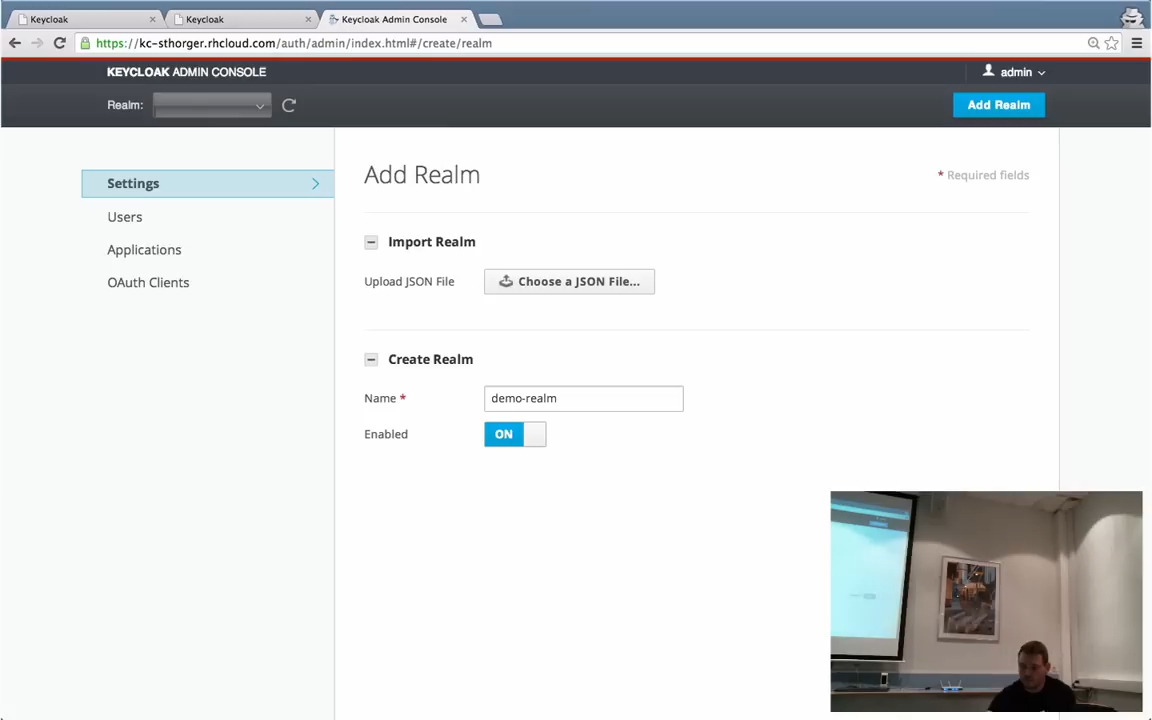 Keycloak
Keycloak
Keycloak Admin Console
https://kc-sthorger.rhcloud.com/auth/admin/index.html#/create/realm
KEYCLOAK ADMIN CONSOLE
admin
Realm:
Add Realm
Settings
Users
Applications
OAuth Clients
Add Realm
* Required fields
Import Realm
Upload JSON File
Choose a JSON File...
Create Realm
Name *
demo-realm
Enabled
ON